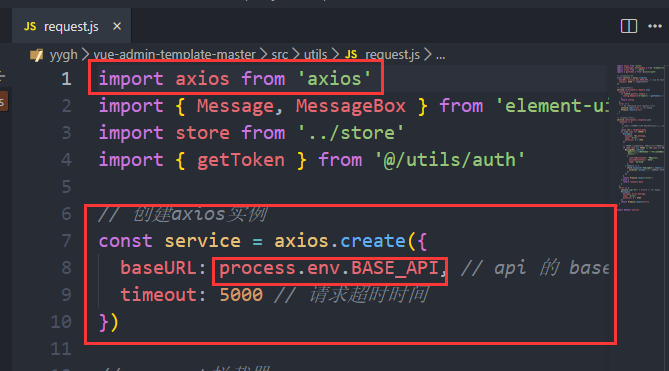 JS request.js ×
yygh > vue-admin-template-master > src > utils > JS request.js > ...
1 import axios from 'axios'
2 import { Message, MessageBox } from 'element-ui
3 import store from '../store'
4 import { getToken } from '@/utils/auth'
5
6 // 创建axios实例
7 const service = axios.create({
8 baseURL: process.env.BASE_API, // api 的 base
9 timeout: 5000 // 请求超时时间
10 })
11